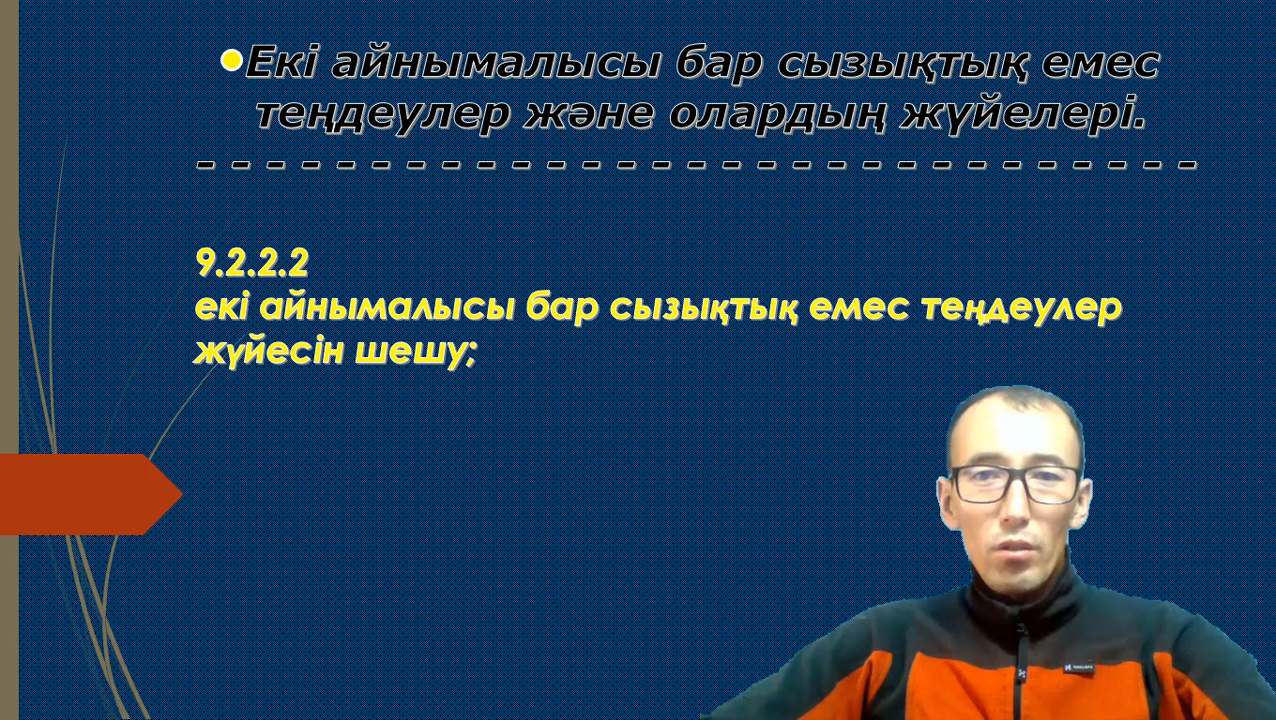 Екі айнымалысы бар сызықтық емес
теңдеулер және олардың жүйелері.
- - - - - - - - - - - - - - - - - - - - - - - - - - - - -
9.2.2.2
екі айнымалысы бар сызықтық емес теңдеулер
жүйесін шешу;